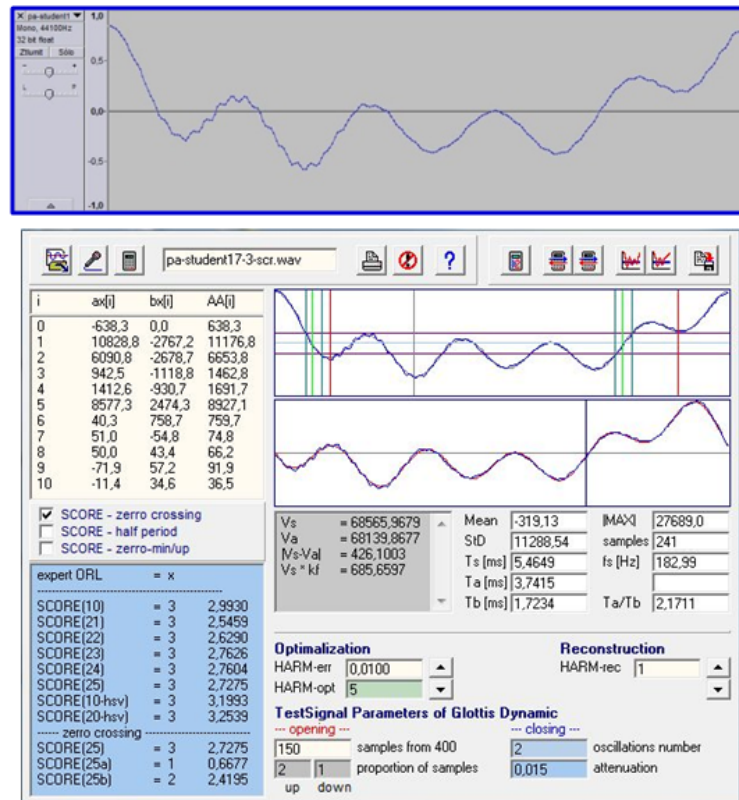 pa-student1
Mono, 44100Hz
32 bit float
Ztlumit Sólo
- +
L P
1,0
0,5-
0,0-
-0,5-
-1,0
pa-student17-3-scr.wav
?
i ax[i] bx[i] AA[i]
0 -638,3 0,0 638,3
1 10828,8 -2767,2 11176,8
2 6090,8 -2678,7 6653,8
3 942,5 -1118,8 1462,8
4 1412,6 -930,7 1691,7
5 8577,3 2474,3 8927,1
6 40,3 758,7 759,7
7 51,0 -54,8 74,8
8 50,0 43,4 66,2
9 -71,9 57,2 91,9
10 -11,4 34,6 36,5
SCORE - zerro crossing
SCORE - half period
SCORE - zerro-min/up
expert ORL = x
SCORE(10) = 3 2,9930
SCORE(21) = 3 2,5459
SCORE(22) = 3 2,6290
SCORE(23) = 3 2,7626
SCORE(24) = 3 2,7604
SCORE(25) = 3 2,7275
SCORE(10-hsv) = 3 3,1993
SCORE(20-hsv) = 3 3,2539
------ zerro crossing ------
SCORE(25) = 3 2,7275
SCORE(25a) = 1 0,6677
SCORE(25b) = 2 2,4195
Vs = 68565,9679
Va = 68139,8677
|Vs-Va| = 426,1003
Vs * kf = 685,6597
Mean -319,13 |MAX| 27689,0
StD 11288,54 samples 241
Ts [ms] 5,4649 fs [Hz] 182,99
Ta [ms] 3,7415
Tb [ms] 1,7234 Ta/Tb 2,1711
Optimalization Reconstruction
HARM-err 0,0100 HARM-rec 1
HARM-opt 5
TestSignal Parameters of Glottis Dynamic
--- opening --- --- closing ---
150 samples from 400 2 oscillations number
2 1 proportion of samples 0,015 attenuation
up down